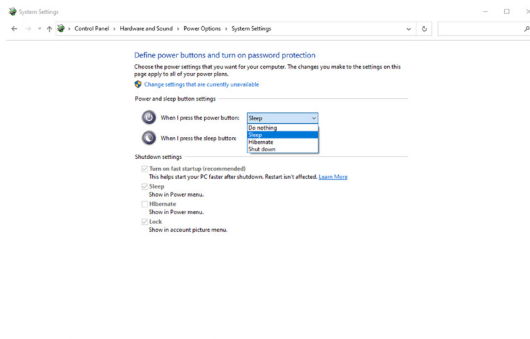 System Settings
Control Panel > Hardware and Sound > Power Options > System Settings
Define power buttons and turn on password protection
Choose the power settings that you want for your computer. The changes you make to the settings on this
page apply to all of your power plans.
Change settings that are currently unavailable
Power and sleep button settings
When I press the power button: Sleep
Do nothing
Sleep
Hibernate
Shut down
When I press the sleep button:
Shutdown settings
Turn on fast startup (recommended)
This helps start your PC faster after shutdown. Restart isn't affected. Learn More
Sleep
Show in Power menu.
Hibernate
Show in Power menu.
Lock
Show in account picture menu.